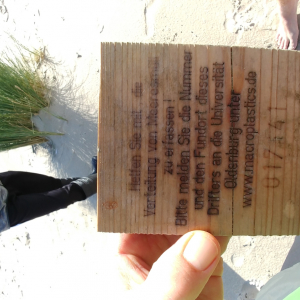 Helfen Sie mit, die
Verteilung von Meeresmüll
zu erfassen!
Bitte melden Sie die Nummer
und den Fundort dieses
Drifters an die Universität
Oldenburg unter
www.macroplastics.de